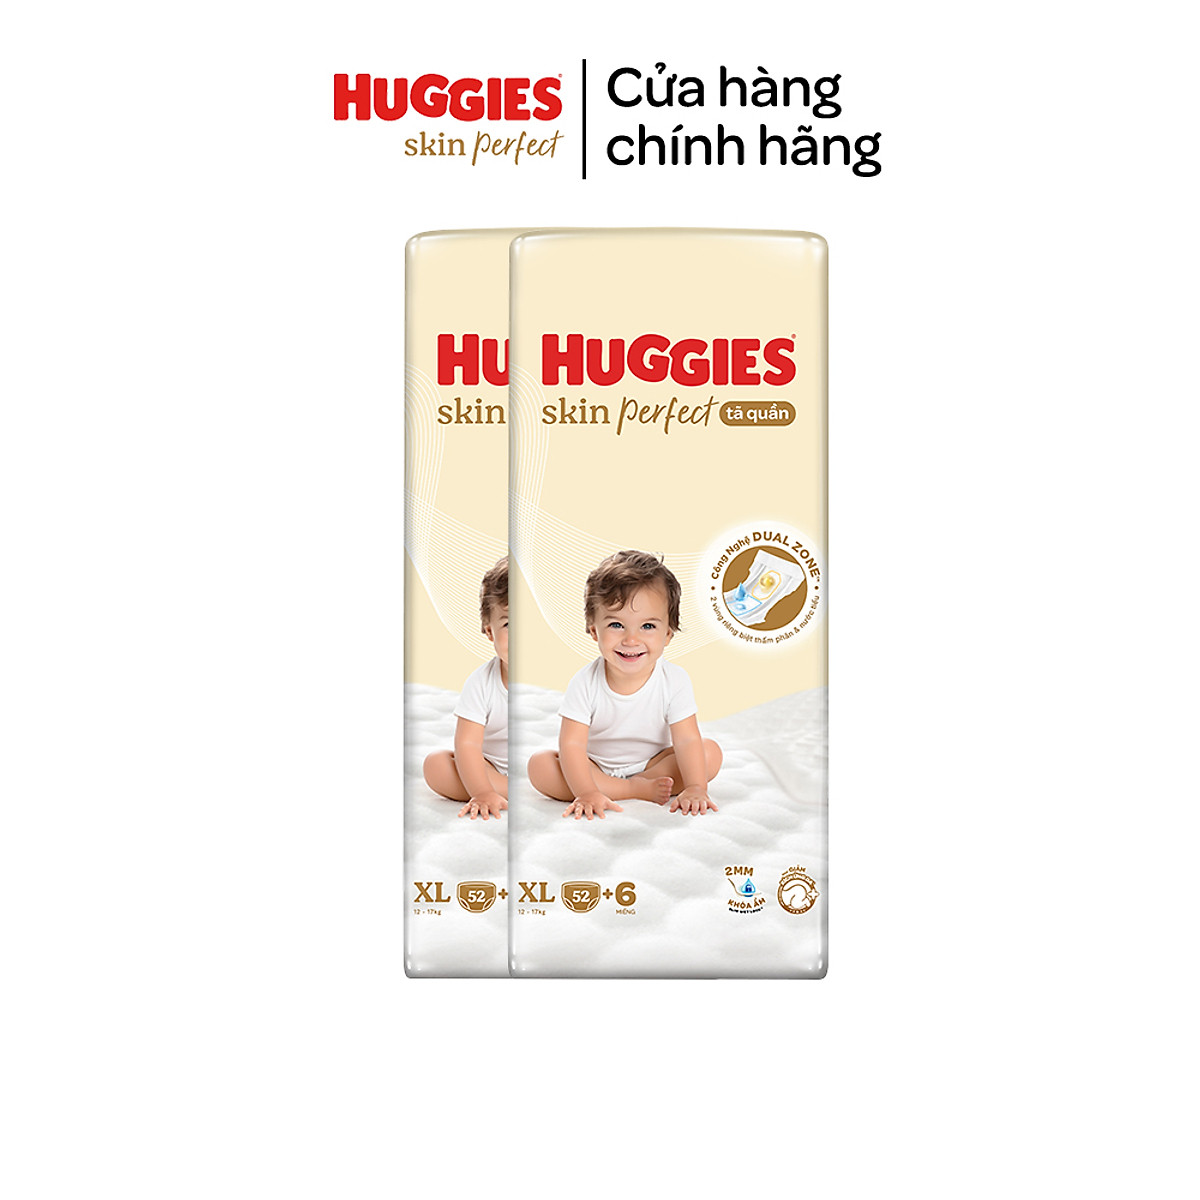 HUGGIES
skin perfect
Cửa hàng
chính hãng
HU
skin
XL 52 +
12 - 17kg
HUGGIES
skin perfect tã quần
Công Nghệ DUAL ZONE
2 vùng riêng biệt thấm phân & nước tiểu
XL 52 +6
12 - 17kg MIẾNG
2MM
KHÓA ẨM
GIẢM